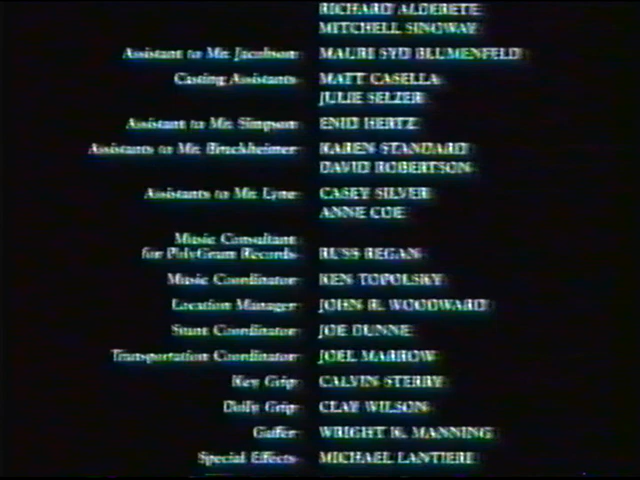 RICHARD ALDERETE
MITCHELL SINOWAY
Assistant to Mr. Jacobson MAURI SYD BLUMENFELD
Casting Assistants MATT CASELLA
JULIE SELZER
Assistant to Mr. Simpson ENID HERTZ
Assistants to Mr. Bruckheimer KAREN STANDARD
DAVID ROBERTSON
Assistants to Mr. Lyne CASEY SILVER
ANNE COE
Music Consultant
for PolyGram Records RUSS REGAN
Music Coordinator KEN TOPOLSKY
Location Manager JOHN R. WOODWARD
Stunt Coordinator JOE DUNNE
Transportation Coordinator JOEL MARROW
Key Grip CALVIN STERRY
Dolly Grip CLAY WILSON
Gaffer WRIGHT K. MANNING
Special Effects MICHAEL LANTIERI